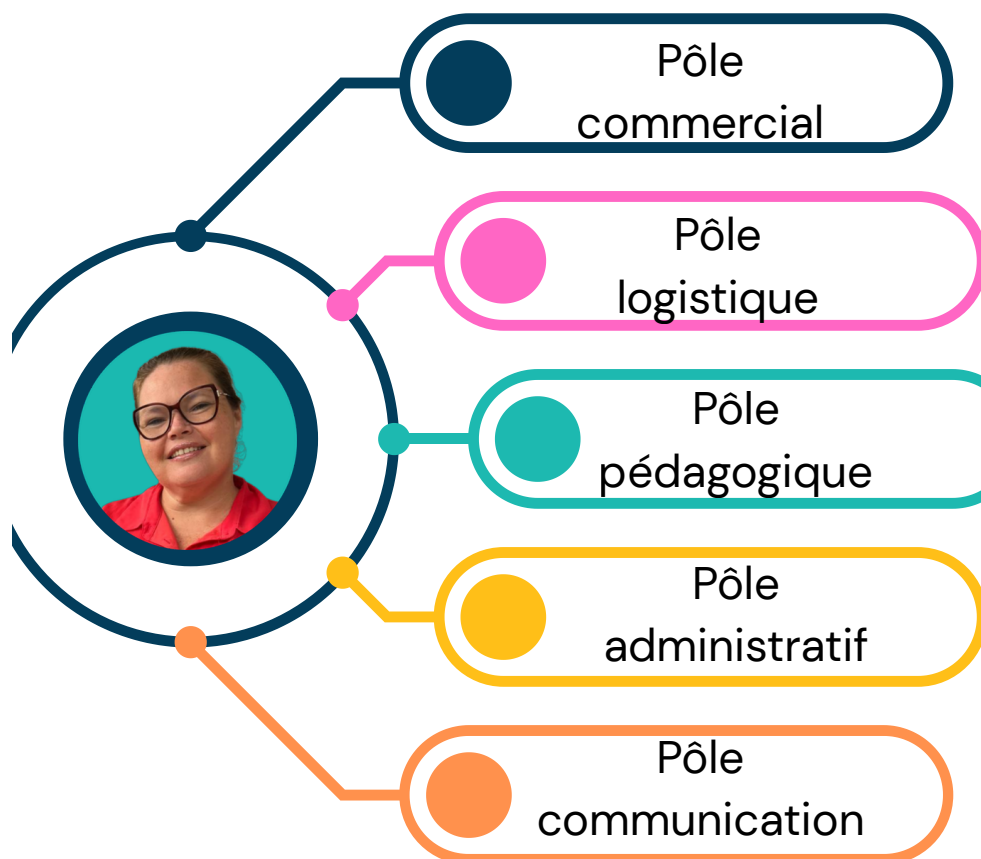 Pôle
commercial
Pôle
logistique
Pôle
pédagogique
Pôle
administratif
Pôle
communication